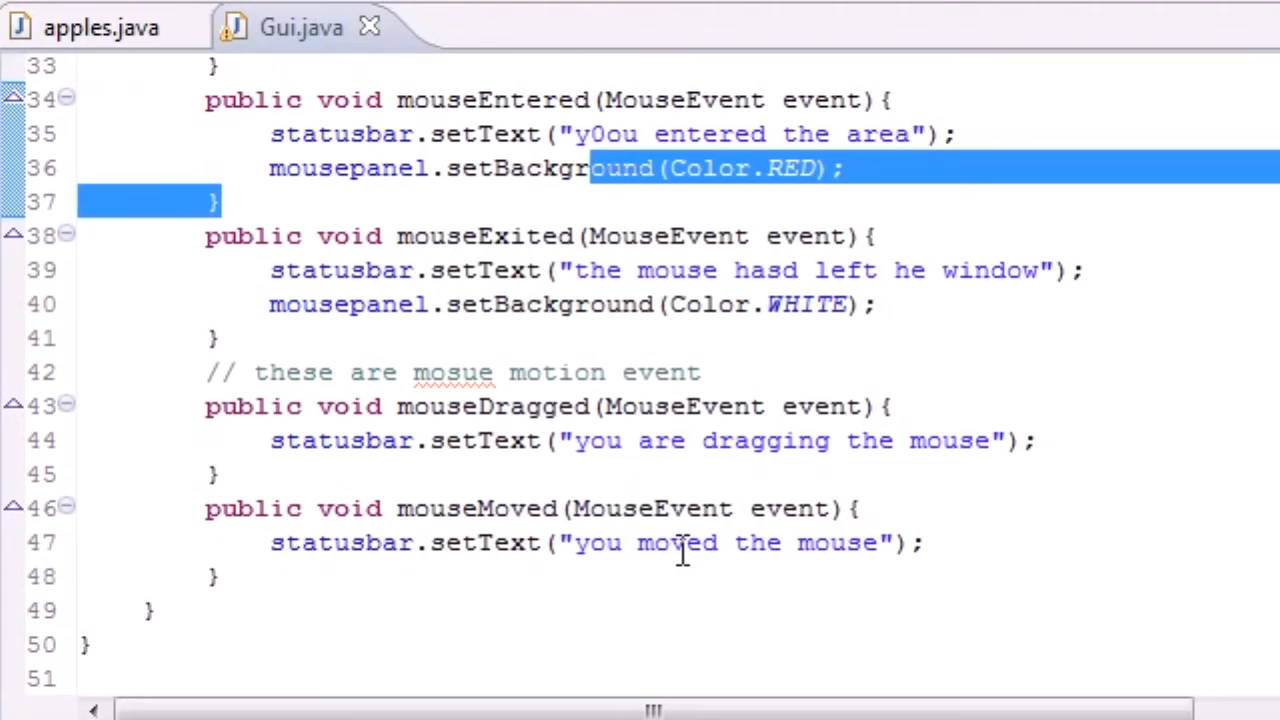 apples.java Gui.java
33 }
34 public void mouseEntered(MouseEvent event){
35 statusbar.setText("y0ou entered the area");
36 mousepanel.setBackground(Color.RED);
37 }
38 public void mouseExited(MouseEvent event){
39 statusbar.setText("the mouse hasd left he window");
40 mousepanel.setBackground(Color.WHITE);
41 }
42 // these are mosue motion event
43 public void mouseDragged(MouseEvent event){
44 statusbar.setText("you are dragging the mouse");
45 }
46 public void mouseMoved(MouseEvent event){
47 statusbar.setText("you moved the mouse");
48 }
49 }
50 }
51